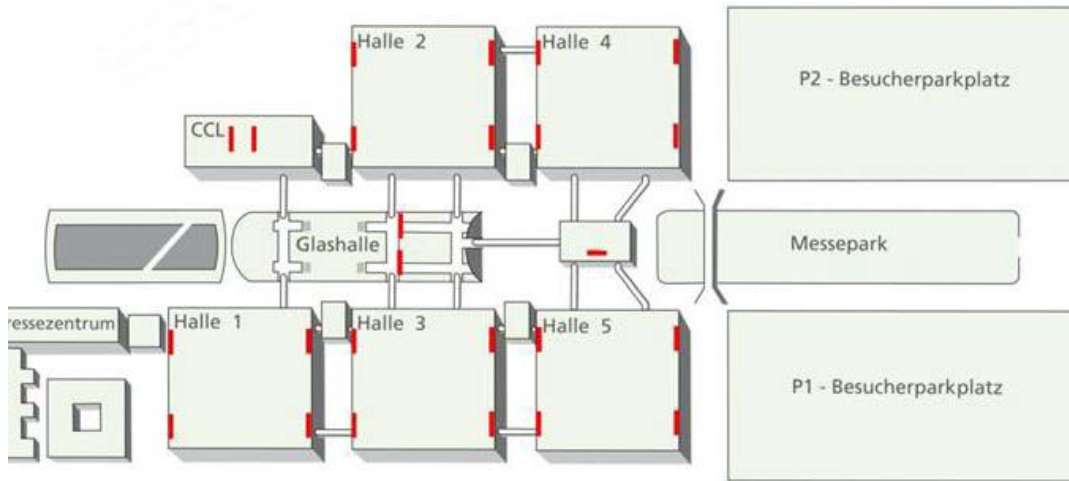 Halle 2
Halle 4
P2 - Besucherparkplatz
CCL
Glashalle
Messepark
ressezentrum
Halle 1
Halle 3
Halle 5
P1 - Besucherparkplatz